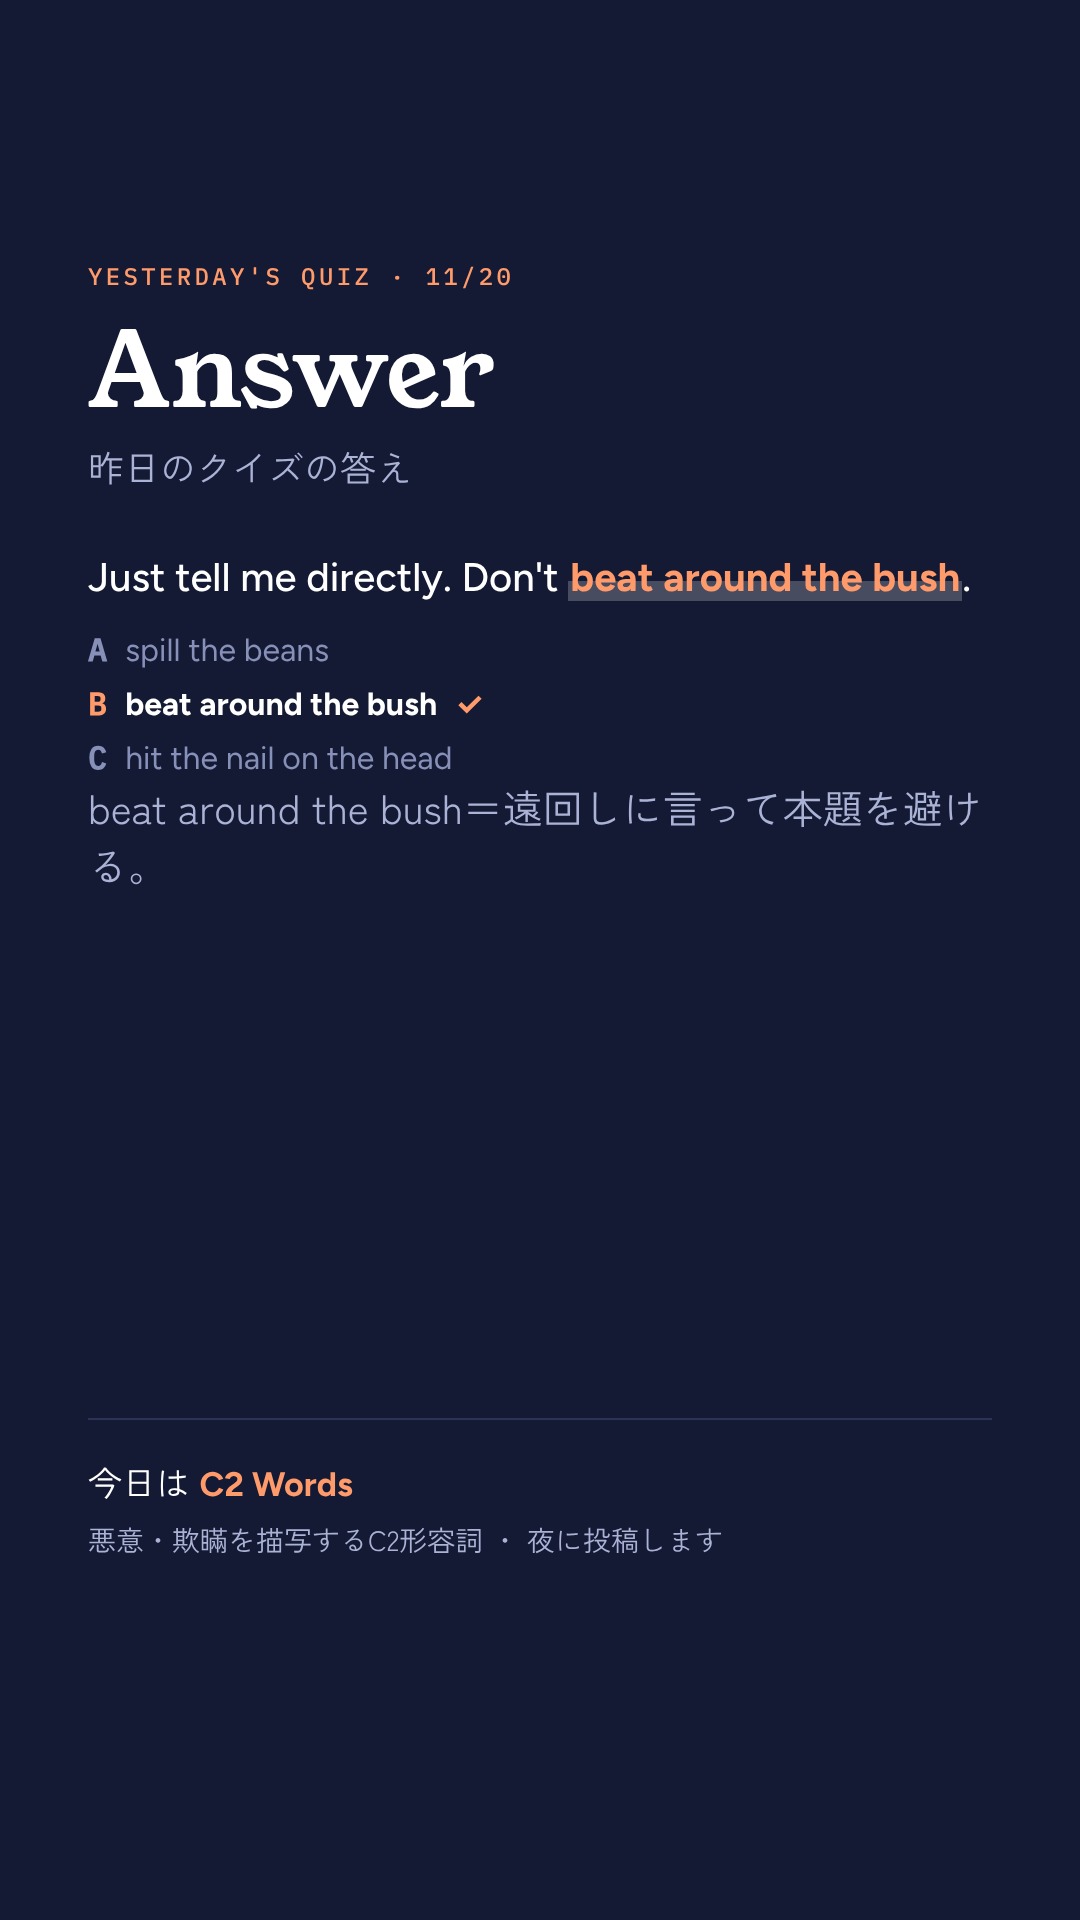 YESTERDAY'S QUIZ · 11/20
Answer
昨日のクイズの答え
Just tell me directly. Don't beat around the bush.
A spill the beans
B beat around the bush ✓
C hit the nail on the head
beat around the bush＝遠回しに言って本題を避け
る。
今日は C2 Words
悪意・欺瞞を描写するC2形容詞 ・ 夜に投稿します